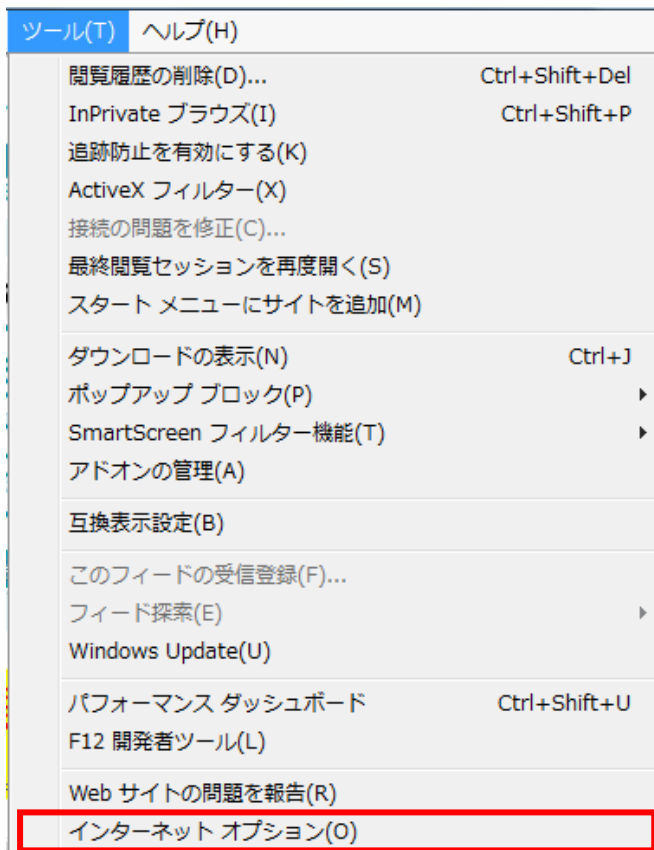 ツール(T) ヘルプ(H)
閲覧履歴の削除(D)... Ctrl+Shift+Del
InPrivate ブラウズ(I) Ctrl+Shift+P
追跡防止を有効にする(K)
ActiveX フィルター(X)
接続の問題を修正(C)...
最終閲覧セッションを再度開く(S)
スタート メニューにサイトを追加(M)
ダウンロードの表示(N) Ctrl+J
ポップアップ ブロック(P)
SmartScreen フィルター機能(T)
アドオンの管理(A)
互換表示設定(B)
このフィードの受信登録(F)...
フィード探索(E)
Windows Update(U)
パフォーマンス ダッシュボード Ctrl+Shift+U
F12 開発者ツール(L)
Web サイトの問題を報告(R)
インターネット オプション(O)